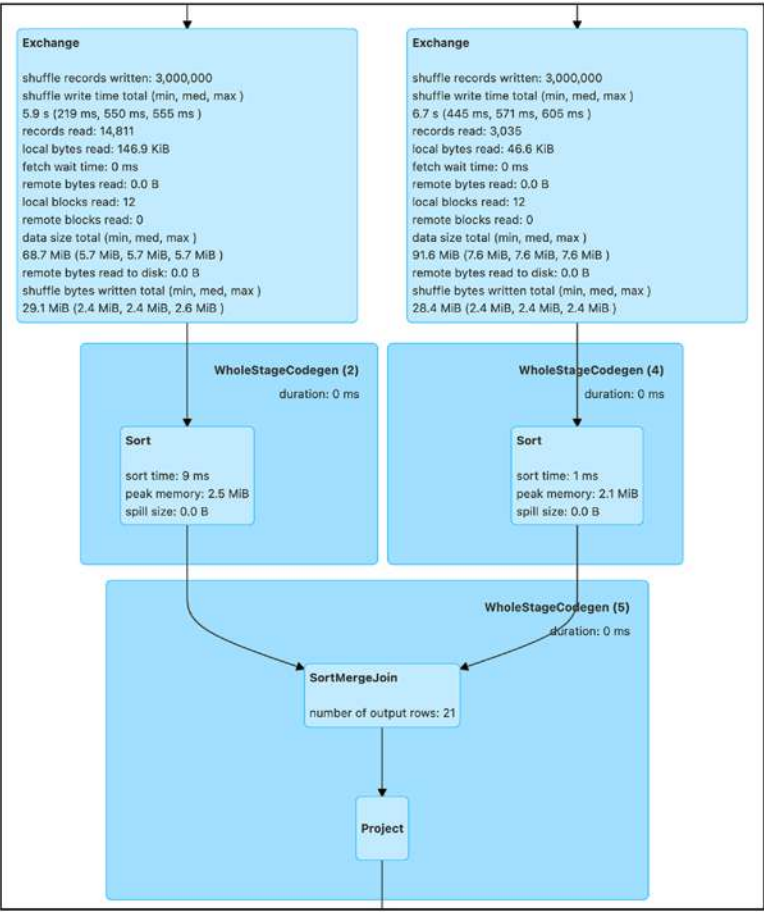 Exchange
shuffle records written: 3,000,000
shuffle write time total (min, med, max )
5.9 s (219 ms, 550 ms, 555 ms )
records read: 14,811
local bytes read: 146.9 KiB
fetch wait time: 0 ms
remote bytes read: 0.0 B
local blocks read: 12
remote blocks read: 0
data size total (min, med, max )
68.7 MiB (5.7 MiB, 5.7 MiB, 5.7 MiB )
remote bytes read to disk: 0.0 B
shuffle bytes written total (min, med, max )
29.1 MiB (2.4 MiB, 2.4 MiB, 2.6 MiB )
Exchange
shuffle records written: 3,000,000
shuffle write time total (min, med, max )
6.7 s (445 ms, 571 ms, 605 ms )
records read: 3,035
local bytes read: 46.6 KiB
fetch wait time: 0 ms
remote bytes read: 0.0 B
local blocks read: 12
remote blocks read: 0
data size total (min, med, max )
91.6 MiB (7.6 MiB, 7.6 MiB, 7.6 MiB )
remote bytes read to disk: 0.0 B
shuffle bytes written total (min, med, max )
28.4 MiB (2.4 MiB, 2.4 MiB, 2.4 MiB )
WholeStageCodegen (2)
duration: 0 ms
Sort
sort time: 9 ms
peak memory: 2.5 MiB
spill size: 0.0 B
WholeStageCodegen (4)
duration: 0 ms
Sort
sort time: 1 ms
peak memory: 2.1 MiB
spill size: 0.0 B
WholeStageCodegen (5)
duration: 0 ms
SortMergeJoin
number of output rows: 21
Project